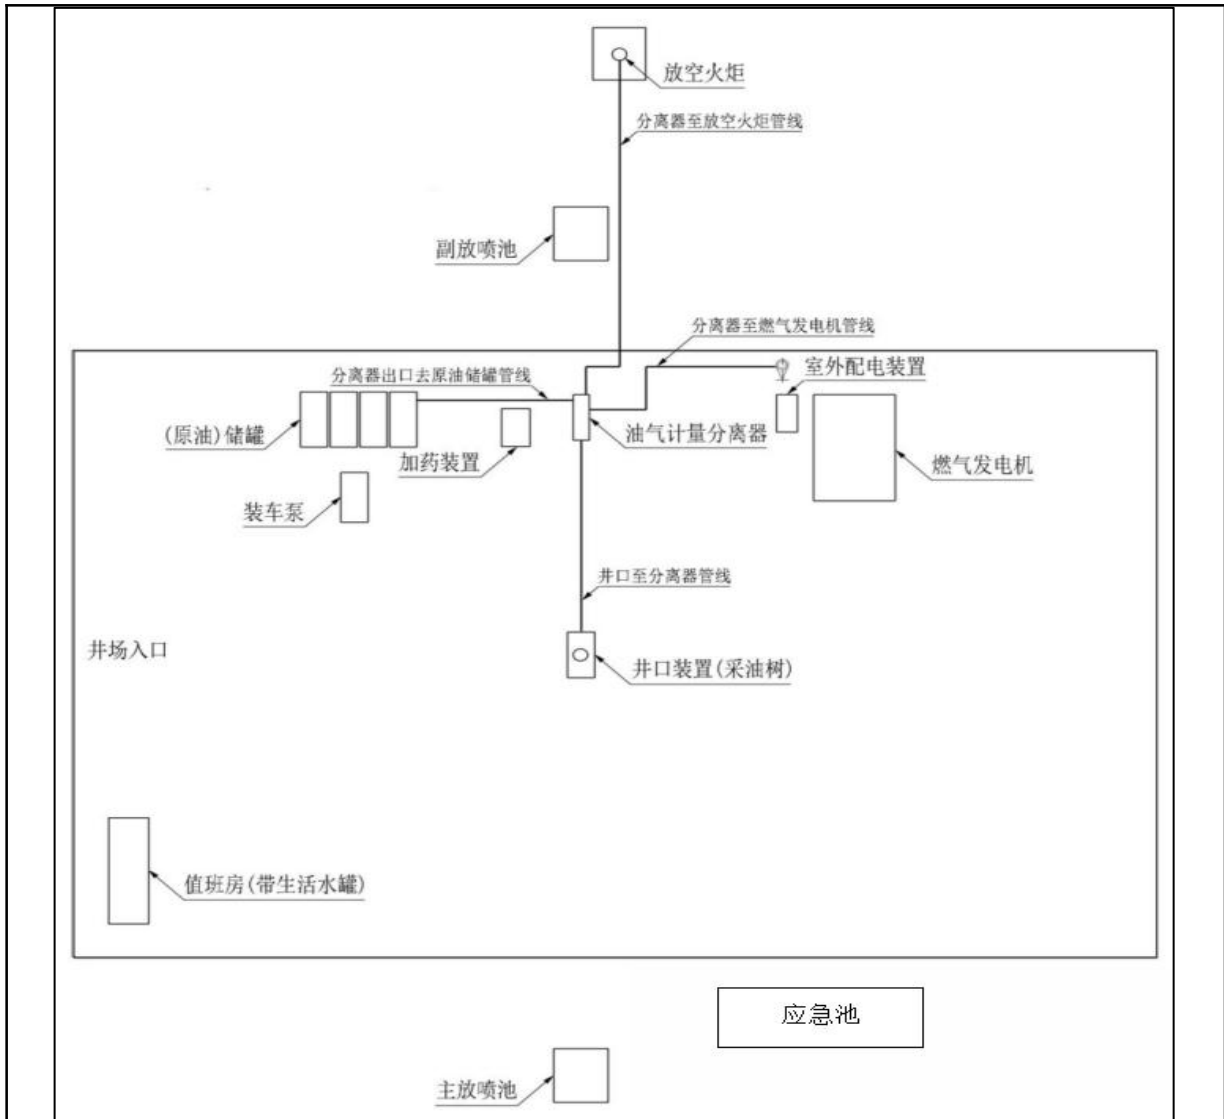 放空火炬
分离器至放空火炬管线
副放喷池
分离器至燃气发电机管线
室外配电装置
分离器出口去原油储罐管线
(原油)储罐
油气计量分离器
加药装置
燃气发电机
装车泵
井口至分离器管线
井场入口
井口装置(采油树)
值班房(带生活水罐)
应急池
主放喷池